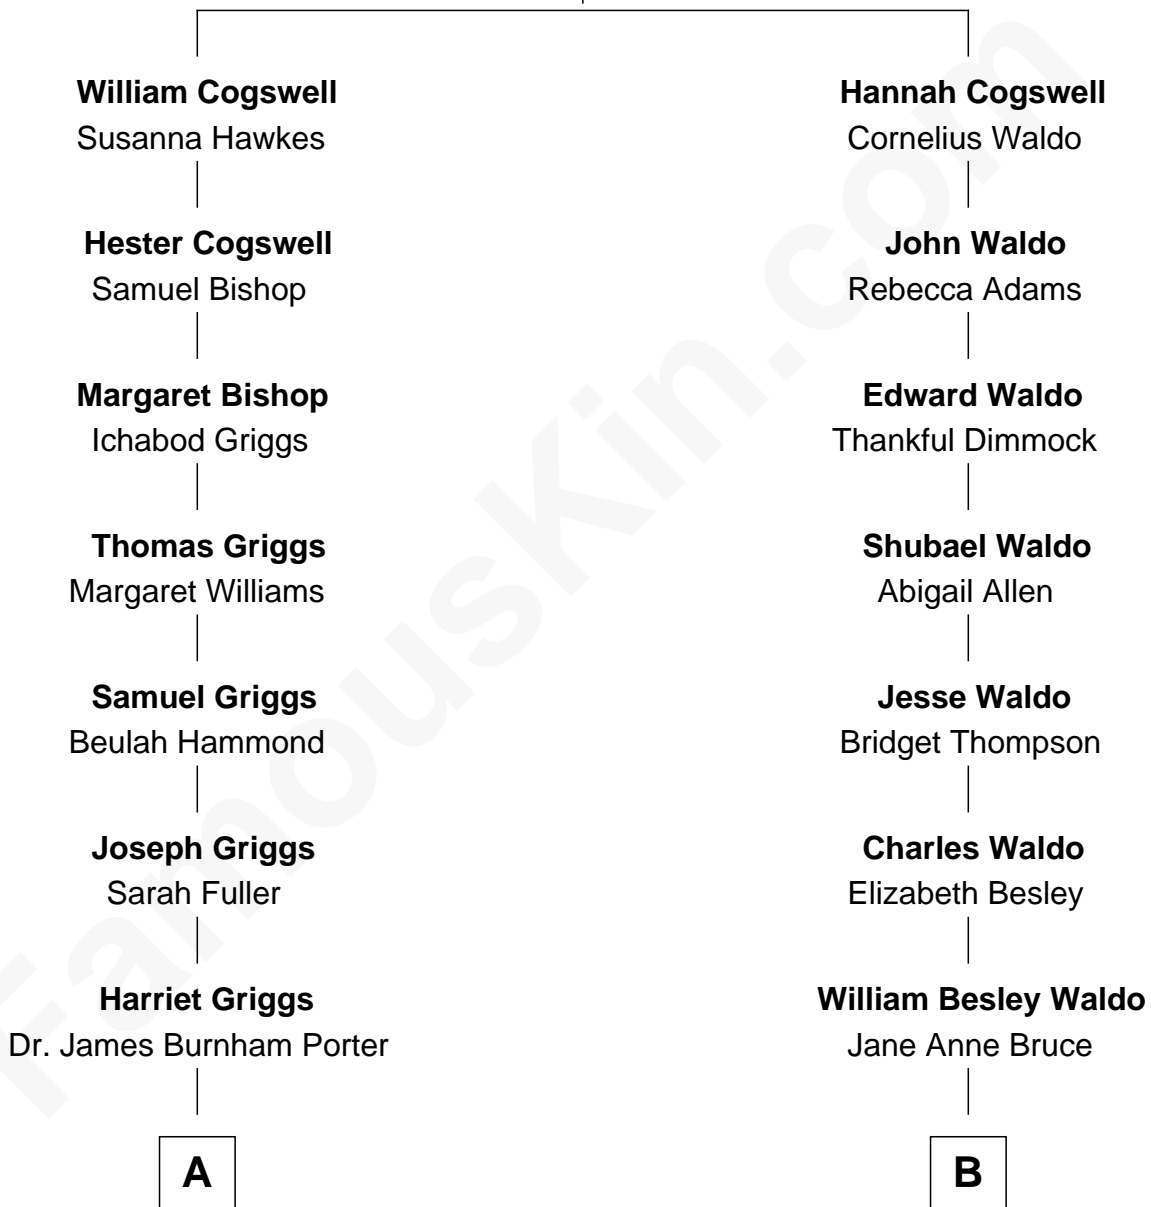 William Cogswell
Susanna Hawkes
Hester Cogswell
Samuel Bishop
Margaret Bishop
Ichabod Griggs
Thomas Griggs
Margaret Williams
Samuel Griggs
Beulah Hammond
Joseph Griggs
Sarah Fuller
Harriet Griggs
Dr. James Burnham Porter
A
Hannah Cogswell
Cornelius Waldo
John Waldo
Rebecca Adams
Edward Waldo
Thankful Dimmock
Shubael Waldo
Abigail Allen
Jesse Waldo
Bridget Thompson
Charles Waldo
Elizabeth Besley
William Besley Waldo
Jane Anne Bruce
B
FamousKin.com